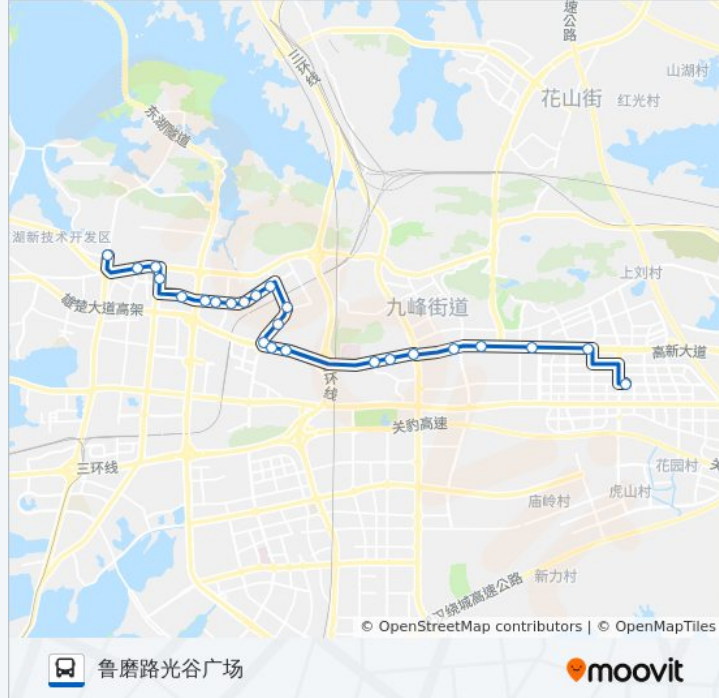 速公路
三环线
山湖村
花山街
红光村
东湖隧道
湖新技术开发区
上刘村
雄楚大道高架
九峰街道
高新大道
环线
关豹高速
三环线
花园村
虎山村
庙岭村
新力村
汉绕城高速公路
© OpenStreetMap contributors | © OpenMapTiles
鲁磨路光谷广场
moovit